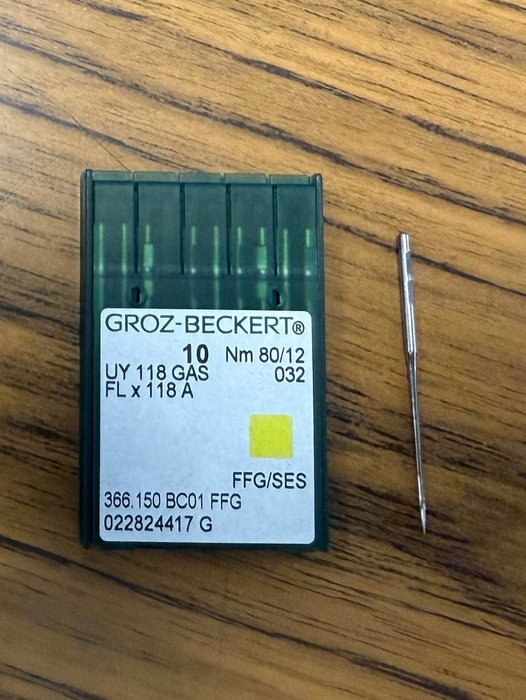 GROZ-BECKERT®
10 Nm 80/12
UY 118 GAS 032
FL x 118 A
FFG/SES
366.150 BC01 FFG
022824417 G